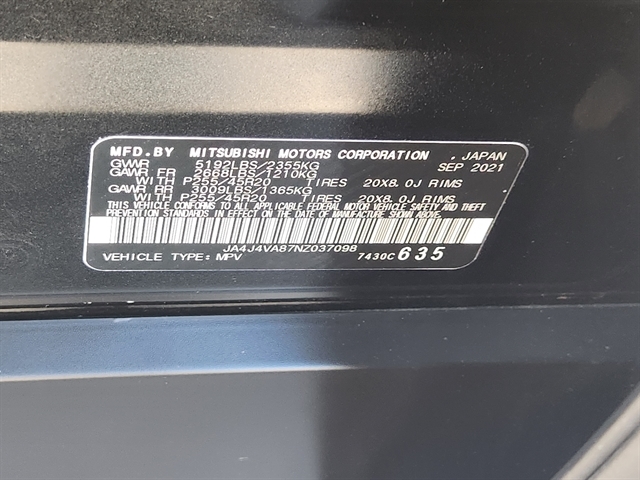 MFD.BY MITSUBISHI MOTORS CORPORATION , JAPAN
GVWR 5192LBS/2355KG SEP 2021
GAWR FR 2668LBS/1210KG
WITH P255/45R20 TIRES 20X8.0J RIMS
GAWR RR 3009LBS/1365KG
WITH P255/45R20 TIRES 20X8.0J RIMS
THIS VEHICLE CONFORMS TO ALL APPLICABLE FEDERAL MOTOR VEHICLE SAFETY, BUMPER, AND THEFT
PREVENTION STANDARDS IN EFFECT ON THE DATE OF MANUFACTURE SHOWN ABOVE.
JA4J4VA87NZ037098
VEHICLE TYPE:MPV 7430C 635